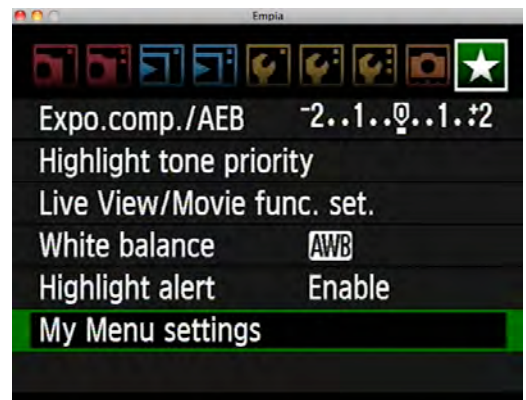 Empia
Expo.comp./AEB -2..1..0..1.:+2
Highlight tone priority
Live View/Movie func. set.
White balance AWB
Highlight alert Enable
My Menu settings